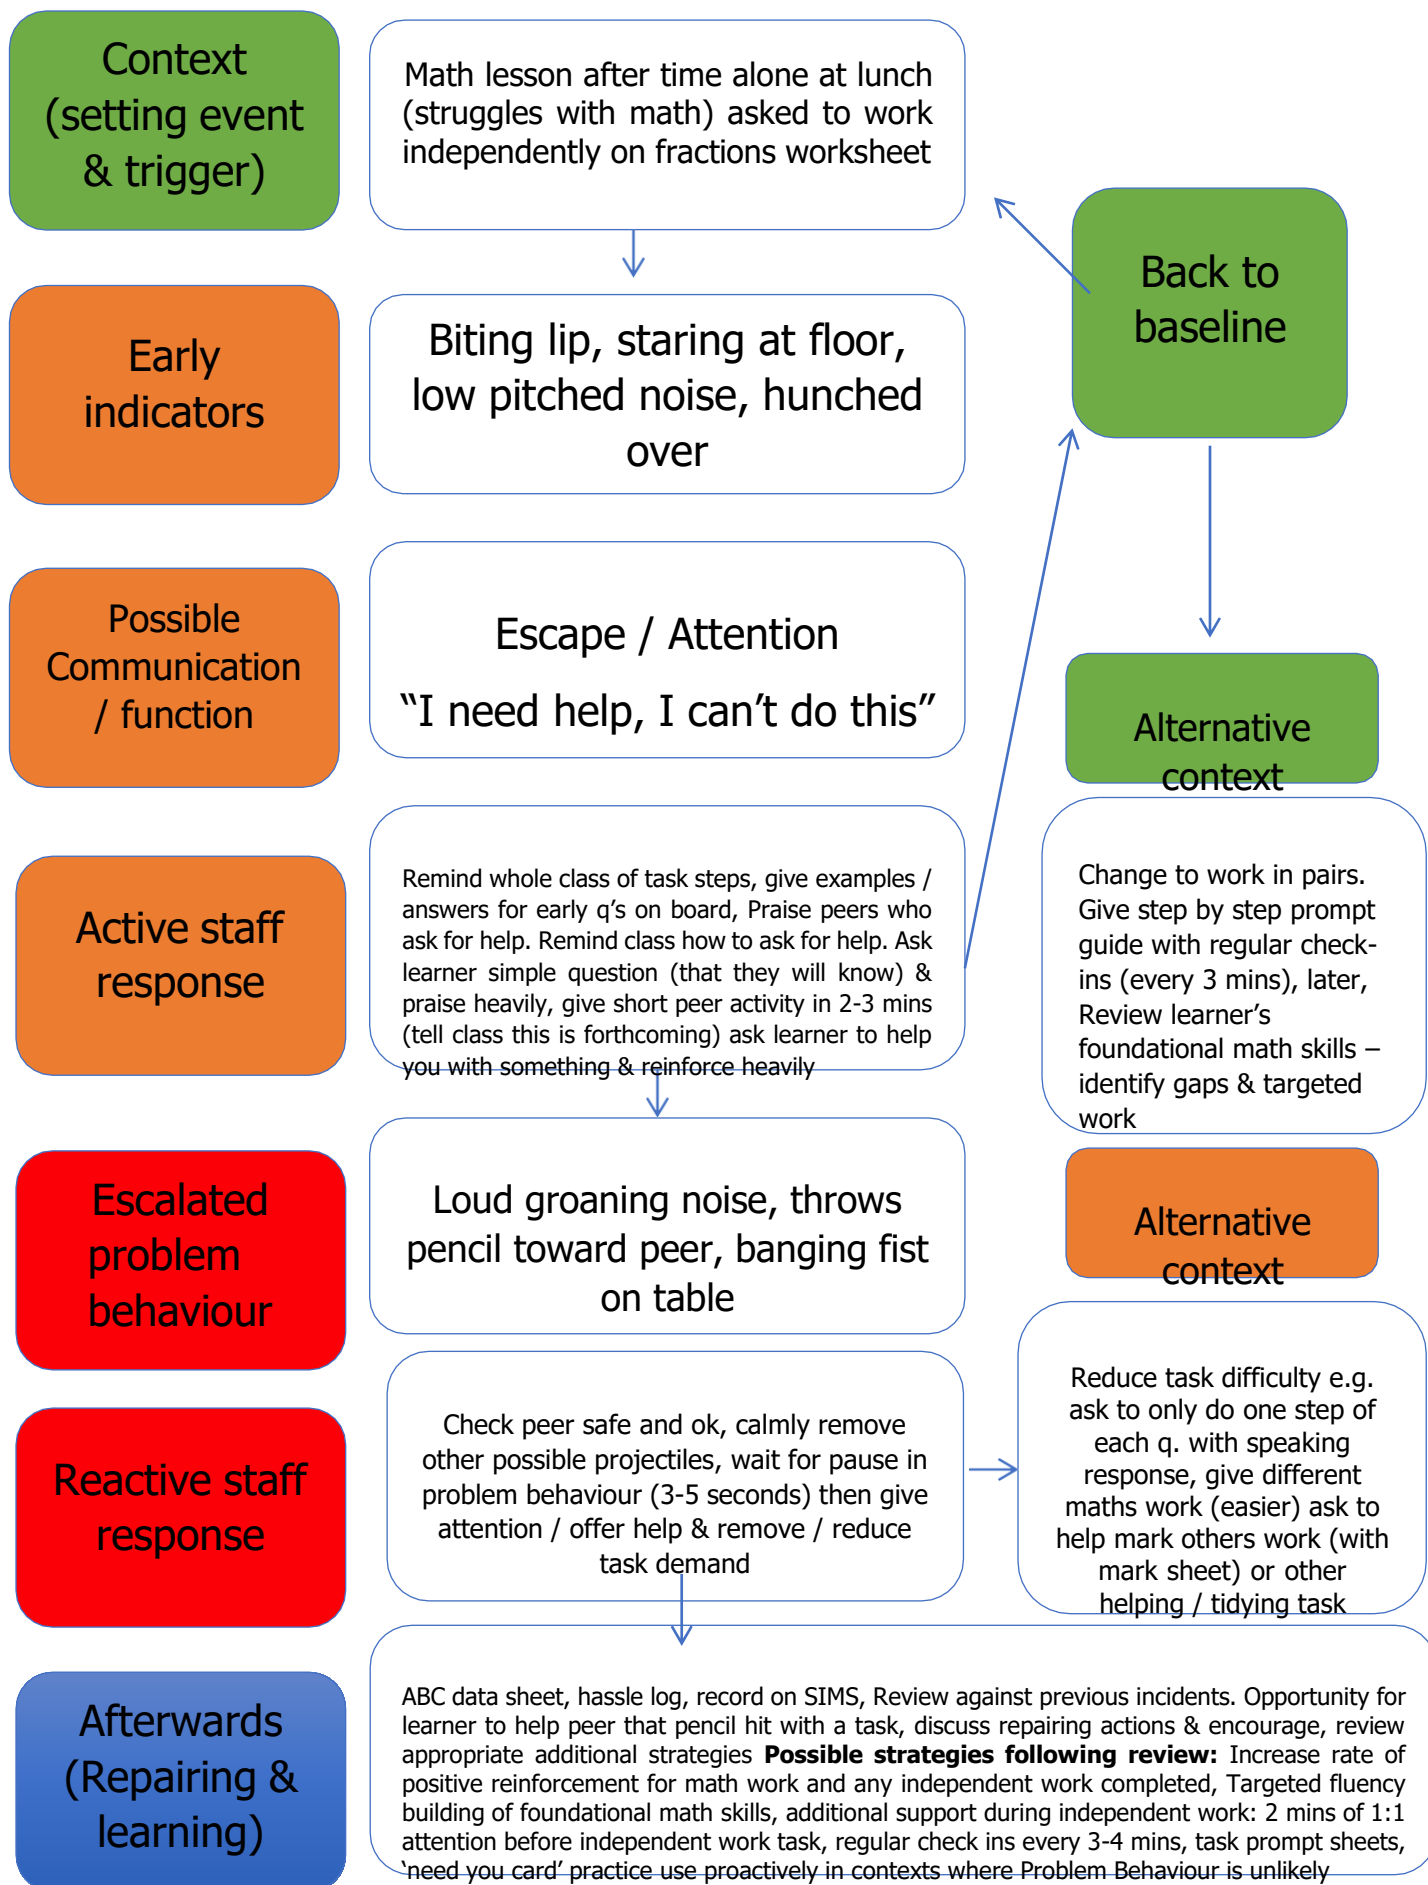 Context
(setting event
& trigger)
Math lesson after time alone at lunch
(struggles with math) asked to work
independently on fractions worksheet
Back to
baseline
Early
indicators
Biting lip, staring at floor,
low pitched noise, hunched
over
Possible
Communication
/ function
Escape / Attention
“I need help, I can’t do this”
Alternative
context
Active staff
response
Remind whole class of task steps, give examples /
answers for early q’s on board, Praise peers who
ask for help. Remind class how to ask for help. Ask
learner simple question (that they will know) &
praise heavily, give short peer activity in 2-3 mins
(tell class this is forthcoming) ask learner to help
you with something & reinforce heavily
Change to work in pairs.
Give step by step prompt
guide with regular check-
ins (every 3 mins), later,
Review learner’s
foundational math skills –
identify gaps & targeted
work
Escalated
problem
behaviour
Loud groaning noise, throws
pencil toward peer, banging fist
on table
Alternative
context
Reactive staff
response
Check peer safe and ok, calmly remove
other possible projectiles, wait for pause in
problem behaviour (3-5 seconds) then give
attention / offer help & remove / reduce
task demand
Reduce task difficulty e.g.
ask to only do one step of
each q. with speaking
response, give different
maths work (easier) ask to
help mark others work (with
mark sheet) or other
helping / tidying task
Afterwards
(Repairing &
learning)
ABC data sheet, hassle log, record on SIMS, Review against previous incidents. Opportunity for
learner to help peer that pencil hit with a task, discuss repairing actions & encourage, review
appropriate additional strategies Possible strategies following review: Increase rate of
positive reinforcement for math work and any independent work completed, Targeted fluency
building of foundational math skills, additional support during independent work: 2 mins of 1:1
attention before independent work task, regular check ins every 3-4 mins, task prompt sheets,
‘need you card’ practice use proactively in contexts where Problem Behaviour is unlikely